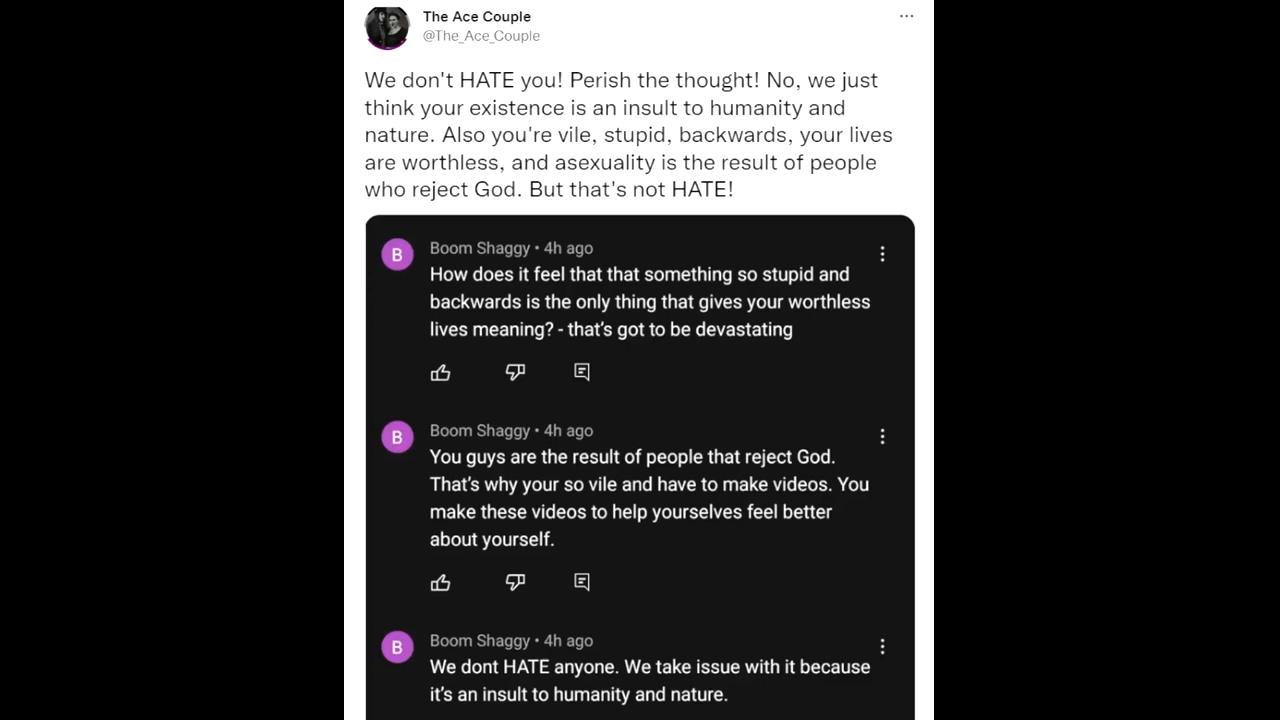 The Ace Couple
@The_Ace_Couple
We don't HATE you! Perish the thought! No, we just
think your existence is an insult to humanity and
nature. Also you're vile, stupid, backwards, your lives
are worthless, and asexuality is the result of people
who reject God. But that's not HATE!
B
Boom Shaggy • 4h ago
How does it feel that that something so stupid and
backwards is the only thing that gives your worthless
lives meaning? - that's got to be devastating
B
Boom Shaggy • 4h ago
You guys are the result of people that reject God.
That's why your so vile and have to make videos. You
make these videos to help yourselves feel better
about yourself.
B
Boom Shaggy • 4h ago
We dont HATE anyone. We take issue with it because
it's an insult to humanity and nature.